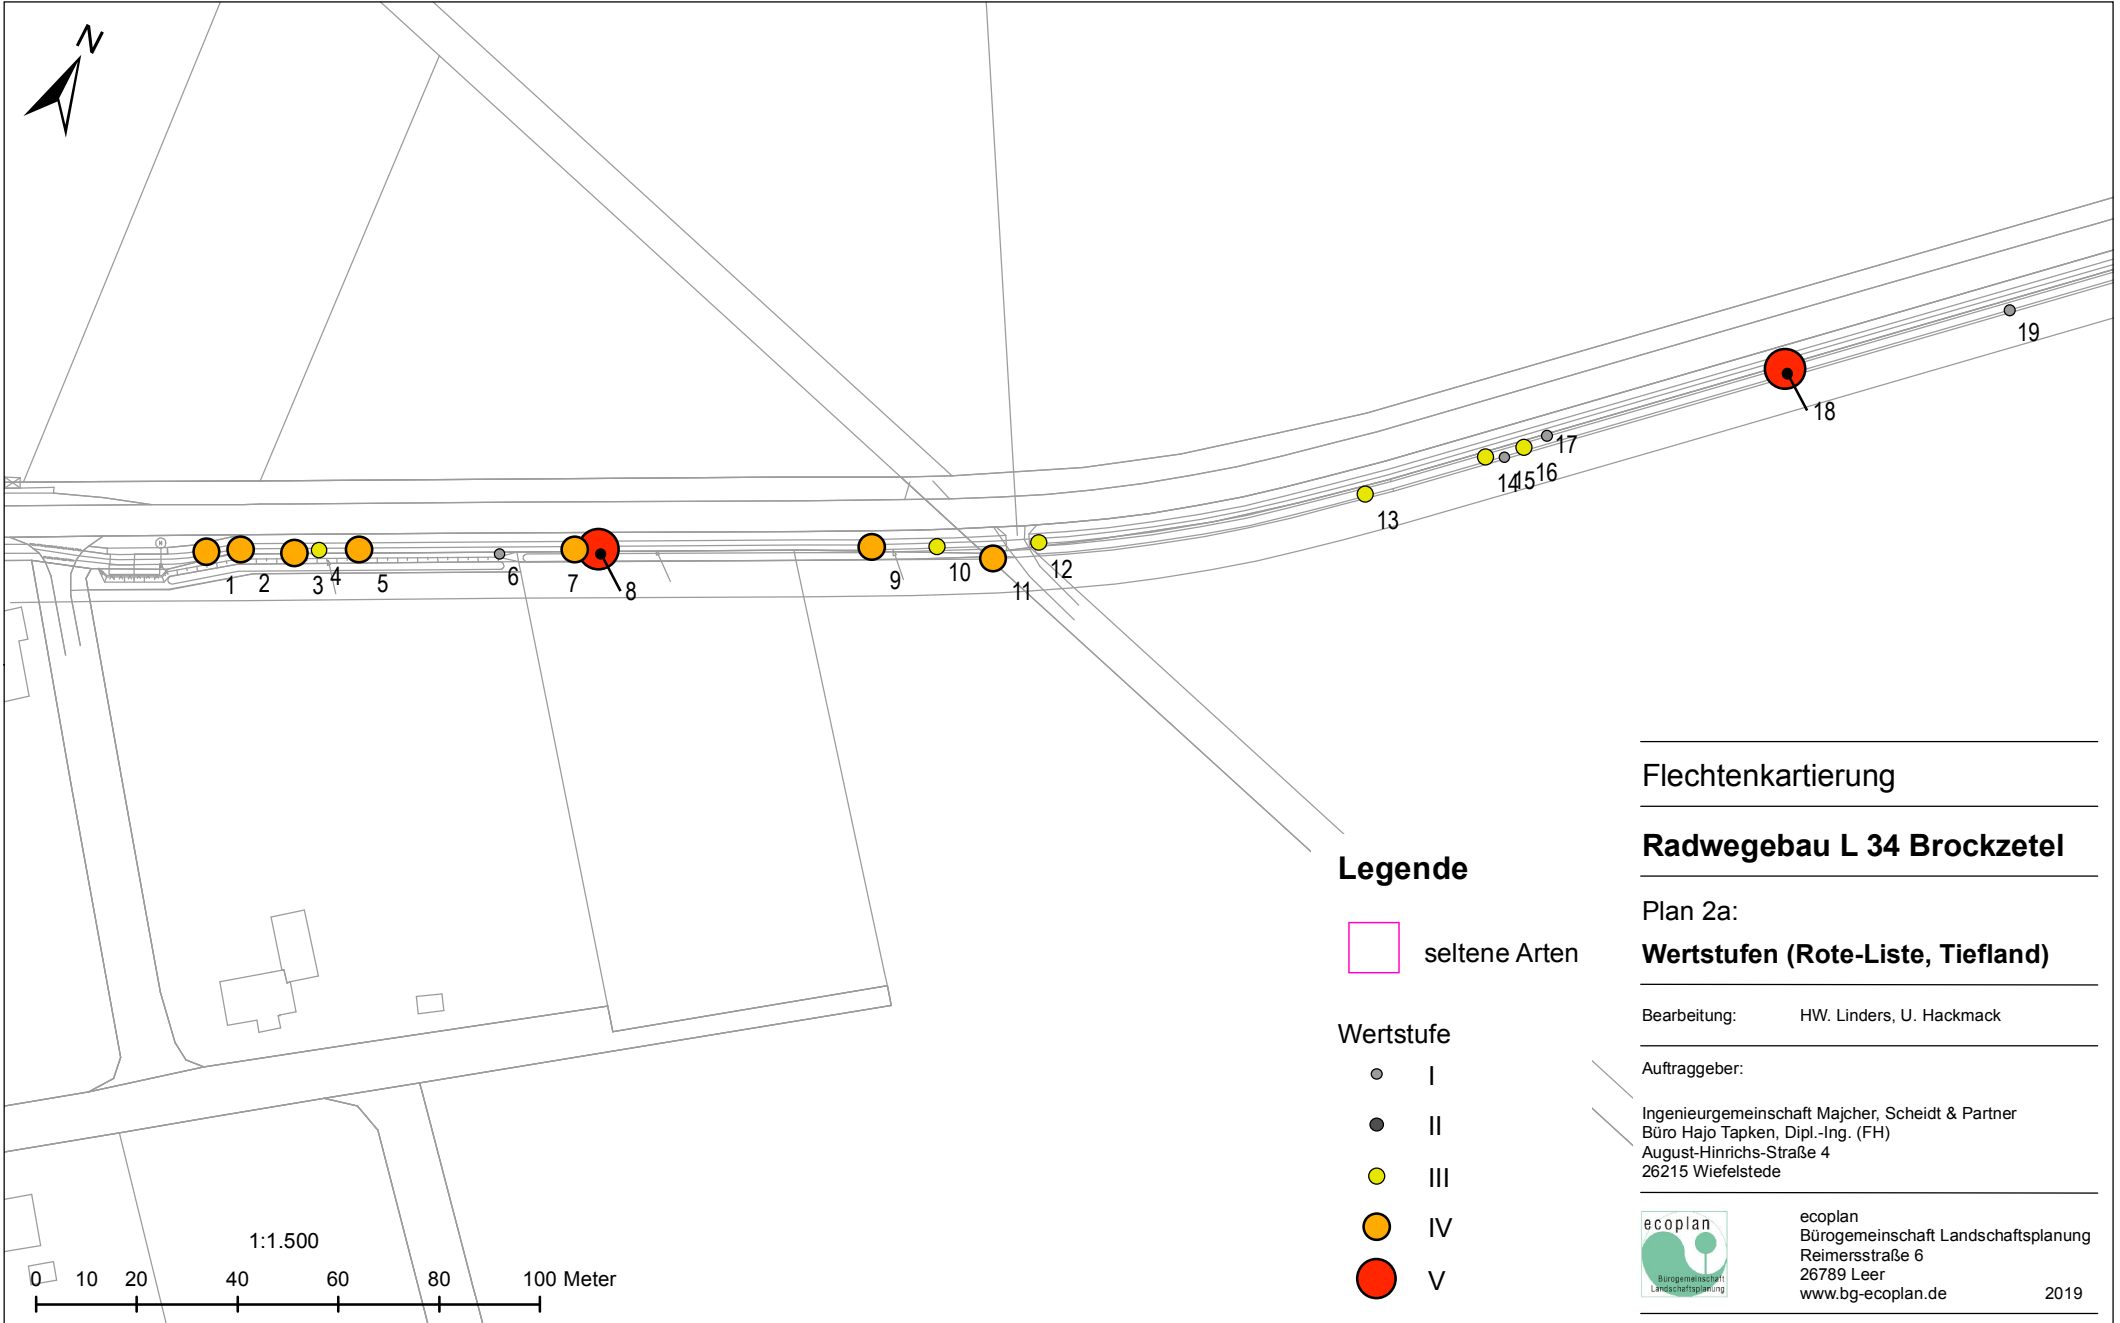 N
1
2
3
4
5
6
7
8
9
10
11
12
13
14
15
16
17
18
19
Legende
seltene Arten
Wertstufe
I
II
III
IV
V
1:1.500
0 10 20 40 60 80 100 Meter
Flechtenkartierung
Radwegebau L 34 Brockzetel
Plan 2a:
Wertstufen (Rote-Liste, Tiefland)
Bearbeitung: HW. Linders, U. Hackmack
Auftraggeber:
Ingenieurgemeinschaft Majcher, Scheidt & Partner
Büro Hajo Tapken, Dipl.-Ing. (FH)
August-Hinrichs-Straße 4
26215 Wiefelstede
ecoplan
Bürogemeinschaft
Landschaftsplanung
ecoplan
Bürogemeinschaft Landschaftsplanung
Reimersstraße 6
26789 Leer
www.bg-ecoplan.de 2019